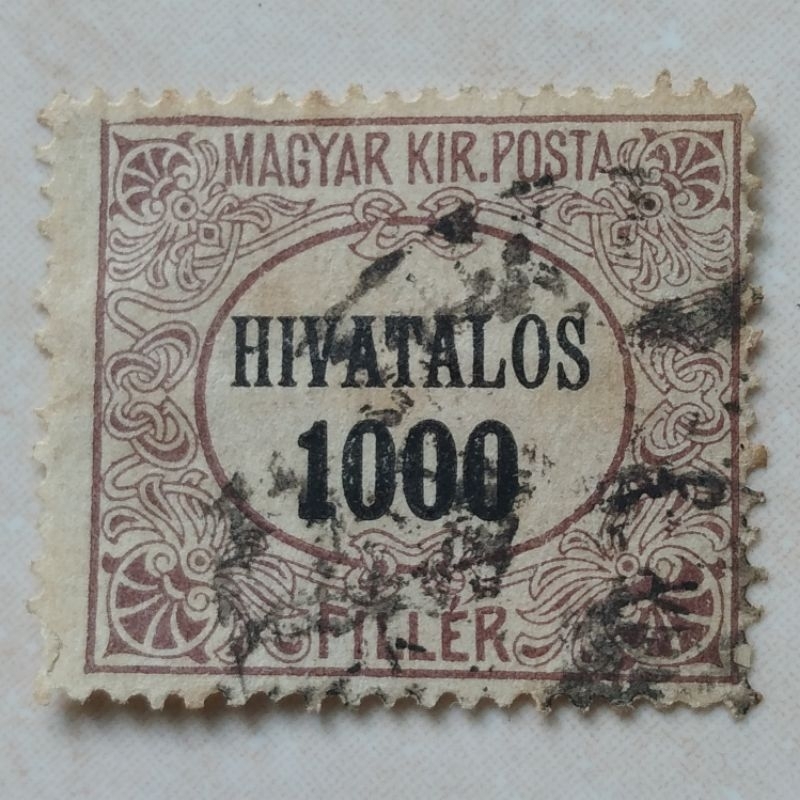 MAGYAR KIR. POSTA
HIVATALOS
1000
FILLÉR